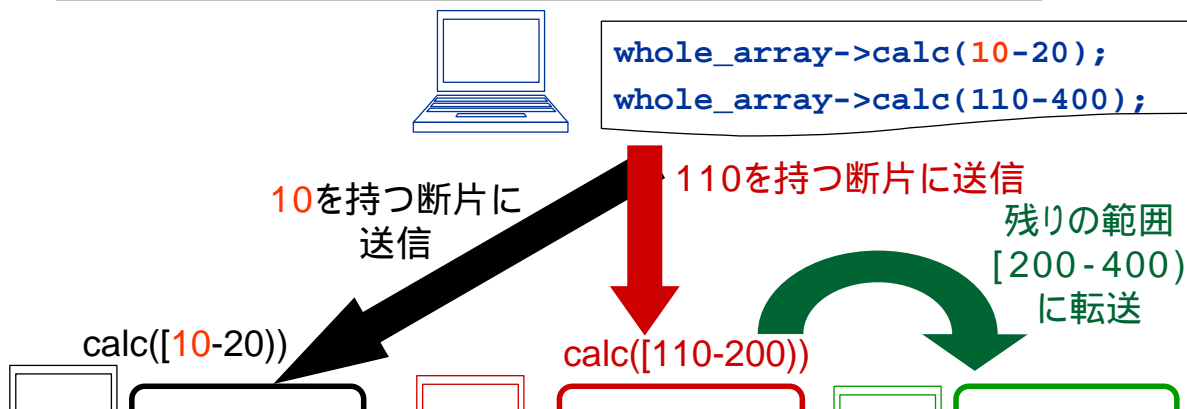 whole_array->calc(10-20);
whole_array->calc(110-400);
10を持つ断片に
送信
110を持つ断片に送信
残りの範囲
[200-400)
に転送
calc([10-20))
calc([110-200))